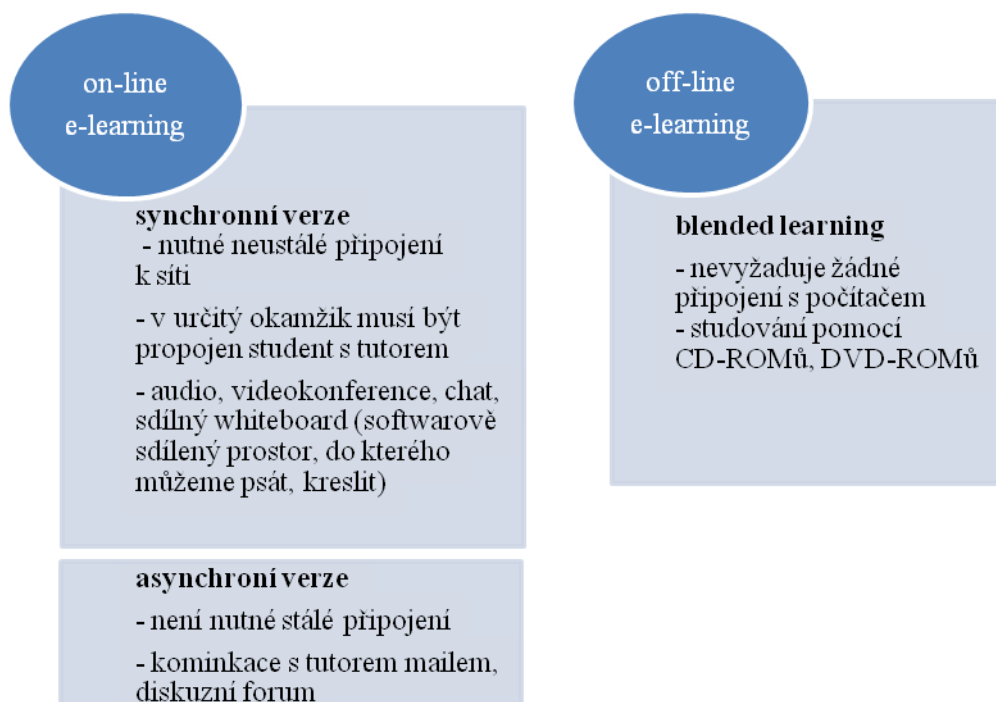 on-line
e-learning
synchronní verze
- nutné neustálé připojení
k síti
- v určitý okamžik musí být
propojen student s tutorem
- audio, videokonference, chat,
sdílný whiteboard (softwarově
sdílený prostor, do kterého
můžeme psát, kreslit)
asynchroní verze
- není nutné stálé připojení
- kominkace s tutorem mailem,
diskuzní forum
off-line
e-learning
blended learning
- nevyžaduje žádné
připojení s počítačem
- studování pomocí
CD-ROMů, DVD-ROMů